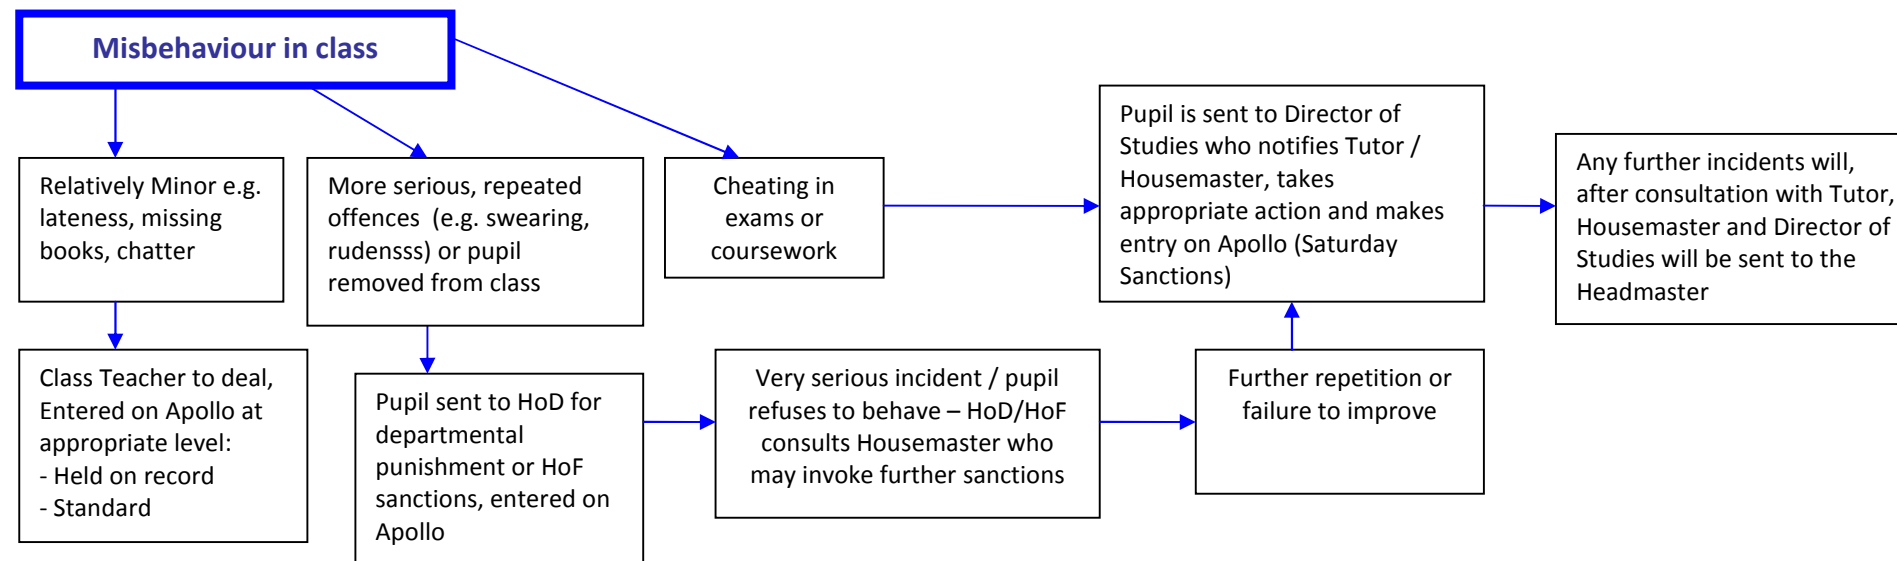 Misbehaviour in class
Relatively Minor e.g.
lateness, missing
books, chatter
More serious, repeated
offences  (e.g. swearing,
rudensss) or pupil
removed from class
Cheating in
exams or
coursework
Pupil is sent to Director of
Studies who notifies Tutor /
Housemaster, takes
appropriate action and makes
entry on Apollo (Saturday
Sanctions)
Any further incidents will,
after consultation with Tutor,
Housemaster and Director of
Studies will be sent to the
Headmaster
Class Teacher to deal,
Entered on Apollo at
appropriate level:
- Held on record
- Standard
Pupil sent to HoD for
departmental
punishment or HoF
sanctions, entered on
Apollo
Very serious incident / pupil
refuses to behave – HoD/HoF
consults Housemaster who
may invoke further sanctions
Further repetition or
failure to improve